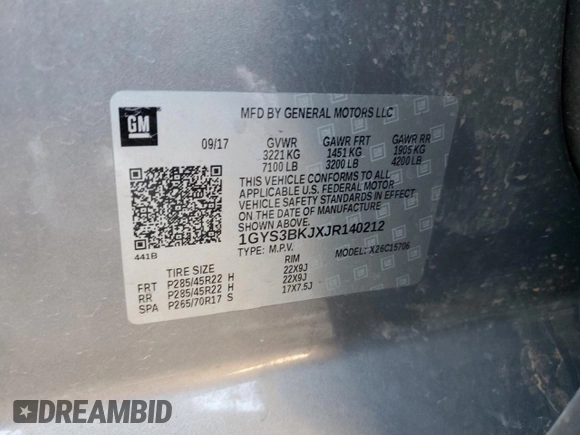 GM
MFD BY GENERAL MOTORS LLC
09/17 GVWR GAWR FRT GAWR RR
3221 KG 1451 KG 1905 KG
7100 LB 3200 LB 4200 LB
THIS VEHICLE CONFORMS TO ALL
APPLICABLE U.S. FEDERAL MOTOR
VEHICLE SAFETY STANDARDS IN EFFECT
ON THE DATE OF MANUFACTURE
SHOWN ABOVE.
1GYS3BKJXJR140212
441B TYPE: M.P.V. MODEL: X26C15706
TIRE SIZE RIM
FRT P285/45R22 H 22X9J
RR P285/45R22 H 22X9J
SPA P265/70R17 S 17X7.5J
DREAMBID